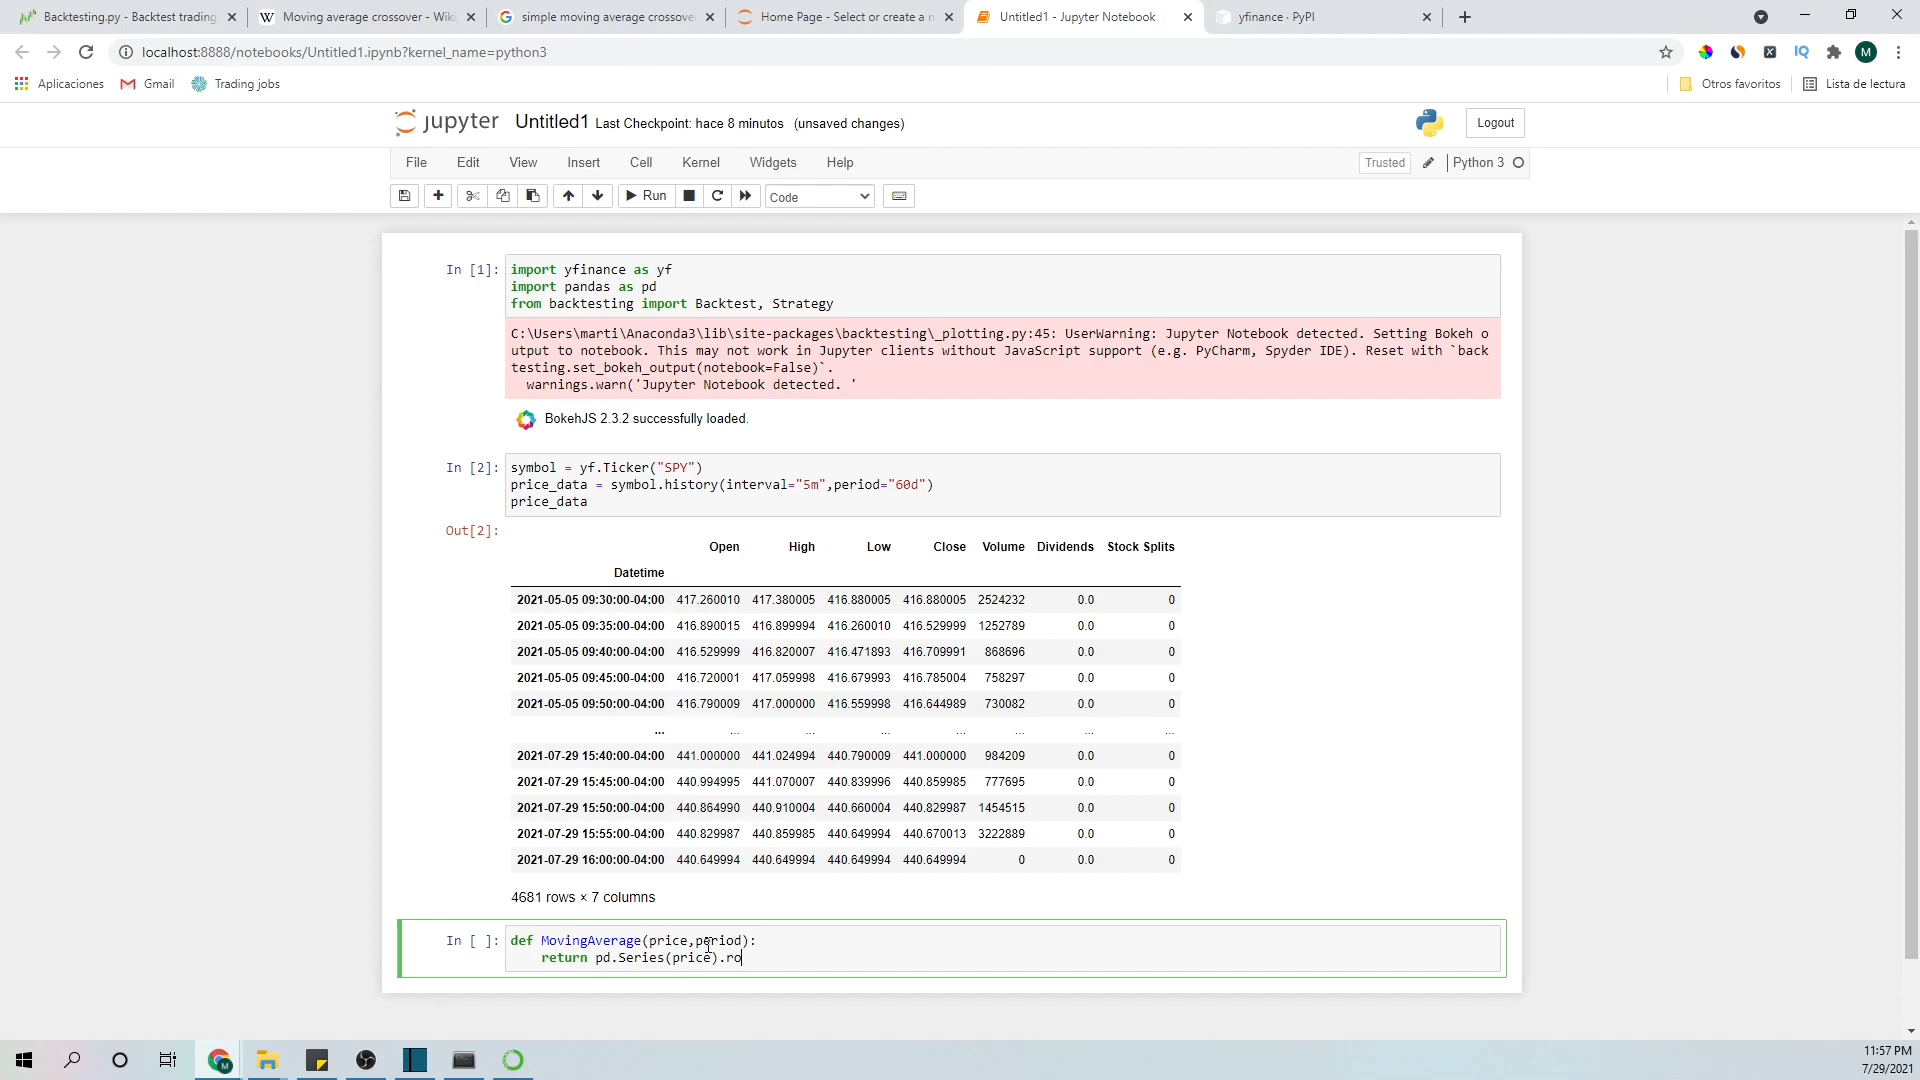 Backtesting.py - Backtest trading
Moving average crossover - Wiki
simple moving average crossove
Home Page - Select or create a n
Untitled1 - Jupyter Notebook
yfinance · PyPI
localhost:8888/notebooks/Untitled1.ipynb?kernel_name=python3
M
Aplicaciones
Gmail
Trading jobs
Otros favoritos
Lista de lectura
jupyter Untitled1 Last Checkpoint: hace 8 minutos (unsaved changes)
Logout
File Edit View Insert Cell Kernel Widgets Help
Trusted
Python 3
Run
Code
In [1]: import yfinance as yf
import pandas as pd
from backtesting import Backtest, Strategy
C:\Users\marti\Anaconda3\lib\site-packages\backtesting\_plotting.py:45: UserWarning: Jupyter Notebook detected. Setting Bokeh o
utput to notebook. This may not work in Jupyter clients without JavaScript support (e.g. PyCharm, Spyder IDE). Reset with `back
testing.set_bokeh_output(notebook=False)`.
warnings.warn('Jupyter Notebook detected. '
BokehJS 2.3.2 successfully loaded.
In [2]: symbol = yf.Ticker("SPY")
price_data = symbol.history(interval="5m",period="60d")
price_data
Out[2]:
Open High Low Close Volume Dividends Stock Splits
Datetime
2021-05-05 09:30:00-04:00 417.260010 417.380005 416.880005 416.880005 2524232 0.0 0
2021-05-05 09:35:00-04:00 416.890015 416.899994 416.260010 416.529999 1252789 0.0 0
2021-05-05 09:40:00-04:00 416.529999 416.820007 416.471893 416.709991 868696 0.0 0
2021-05-05 09:45:00-04:00 416.720001 417.059998 416.679993 416.785004 758297 0.0 0
2021-05-05 09:50:00-04:00 416.790009 417.000000 416.559998 416.644989 730082 0.0 0
... ... ... ... ... ... ... ...
2021-07-29 15:40:00-04:00 441.000000 441.024994 440.790009 441.000000 984209 0.0 0
2021-07-29 15:45:00-04:00 440.994995 441.070007 440.839996 440.859985 777695 0.0 0
2021-07-29 15:50:00-04:00 440.864990 440.910004 440.660004 440.829987 1454515 0.0 0
2021-07-29 15:55:00-04:00 440.829987 440.859985 440.649994 440.670013 3222889 0.0 0
2021-07-29 16:00:00-04:00 440.649994 440.649994 440.649994 440.649994 0 0.0 0
4681 rows × 7 columns
In [ ]: def MovingAverage(price,period):
return pd.Series(price).ro
11:57 PM
7/29/2021